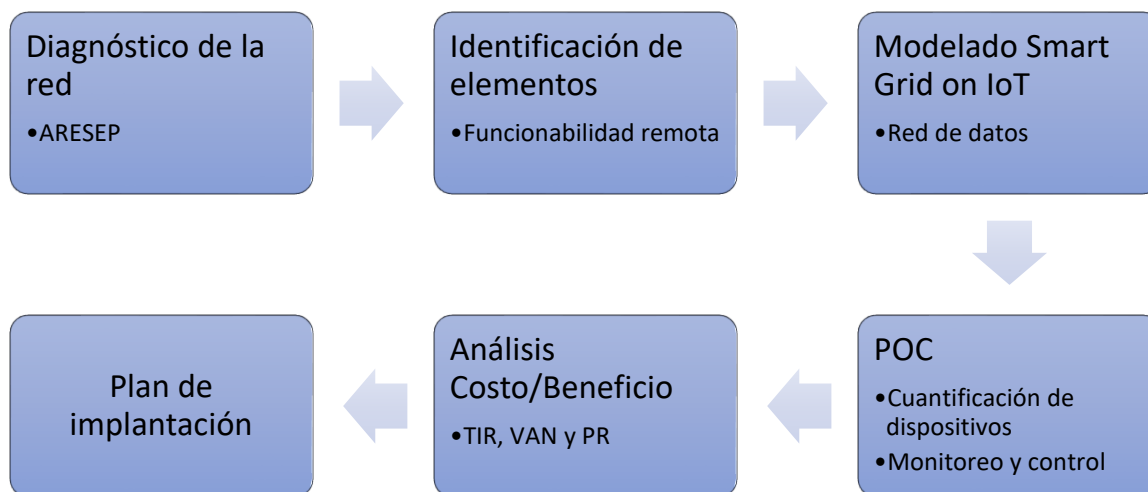 Diagnóstico de la
red
•ARESEP
Identificación de
elementos
•Funcionabilidad remota
Modelado Smart
Grid on IoT
•Red de datos
POC
•Cuantificación de
dispositivos
•Monitoreo y control
Análisis
Costo/Beneficio
•TIR, VAN y PR
Plan de
implantación